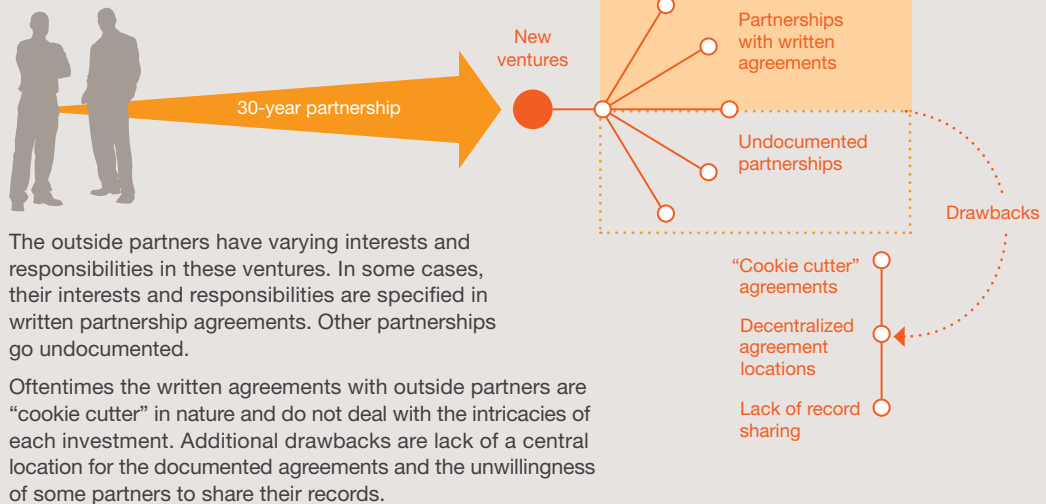 New
ventures
30-year partnership
Partnerships
with written
agreements
Undocumented
partnerships
Drawbacks
“Cookie cutter”
agreements
Decentralized
agreement
locations
Lack of record
sharing
The outside partners have varying interests and
responsibilities in these ventures. In some cases,
their interests and responsibilities are specified in
written partnership agreements. Other partnerships
go undocumented.
Oftentimes the written agreements with outside partners are
“cookie cutter” in nature and do not deal with the intricacies of
each investment. Additional drawbacks are lack of a central
location for the documented agreements and the unwillingness
of some partners to share their records.